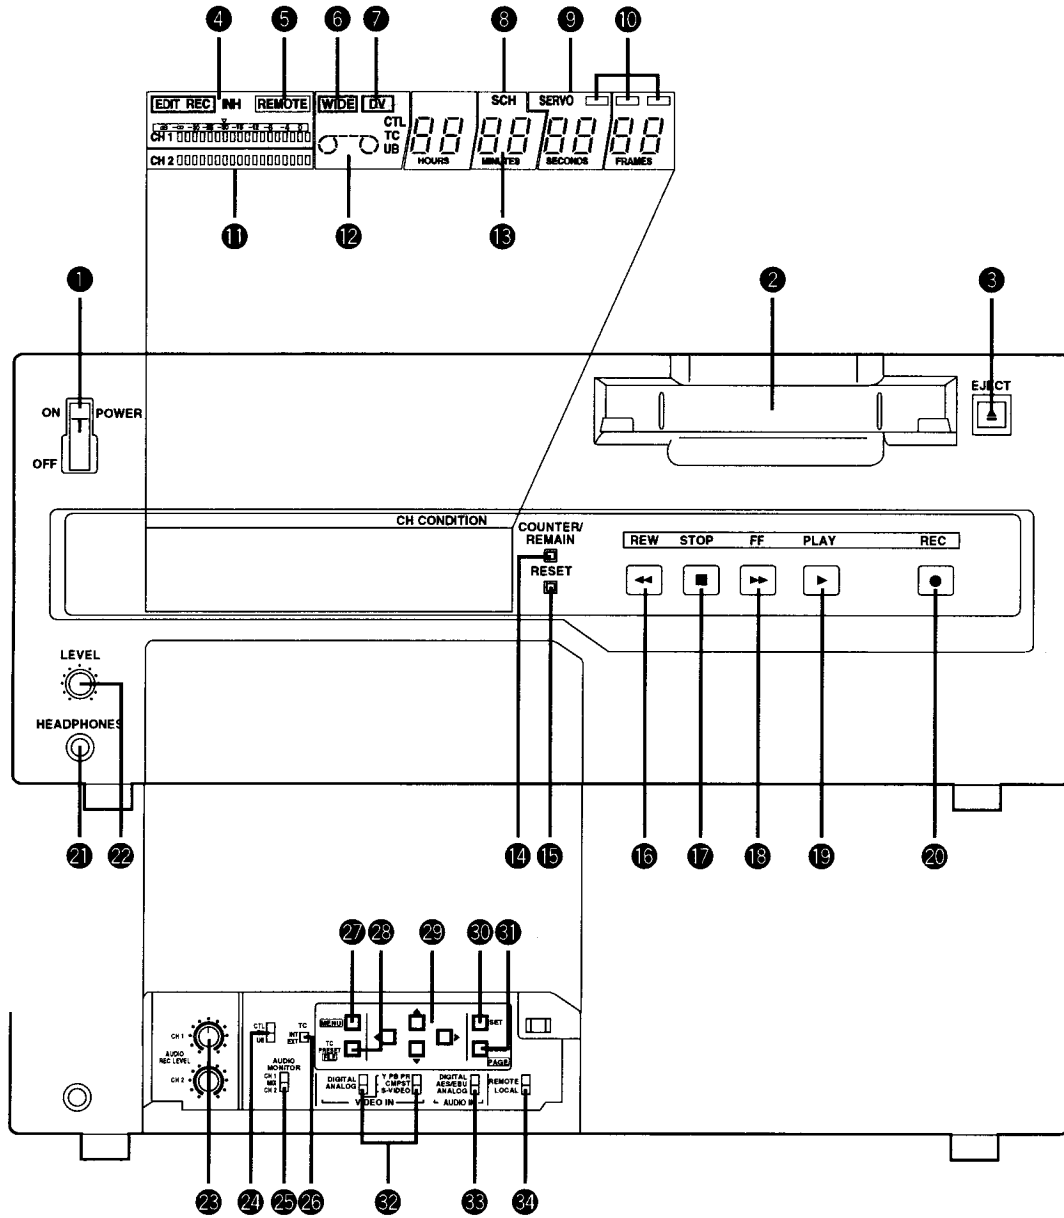 4 5 6 7 8 9 10
EDIT REC INH REMOTE WIDE DV SCH SERVO
CH 1
CH 2
CTL
TC
UB
88 88 88 88
HOURS MINUTES SECONDS FRAMES
11 12 13
1 2 3
ON POWER
OFF
EJECT
CH CONDITION
COUNTER/
REMAIN
RESET
REW STOP FF PLAY REC
LEVEL
HEADPHONES
21 22 14 15 16 17 18 19 20
27 28 29 30 31
CH 1
AUDIO
REC LEVEL
CH 2
CTL
UB
TC
INT
EXT
AUDIO
MONITOR
CH 1
MIX
CH 2
MENU
TC
PRESET
SET
PAGE
DIGITAL
ANALOG
Y PB PR
CMPST
S-VIDEO
VIDEO IN
DIGITAL
AES/EBU
ANALOG
AUDIO IN
REMOTE
LOCAL
23 24 25 26 32 33 34